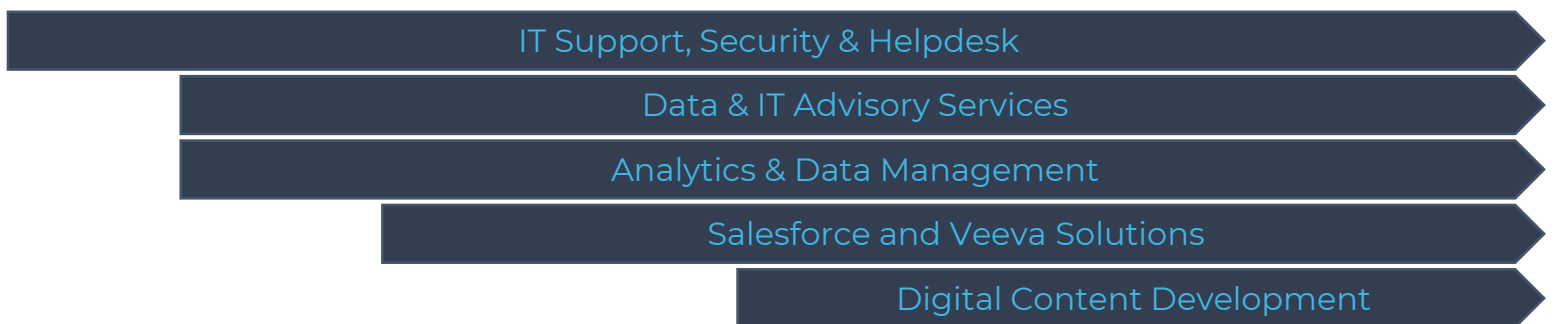 IT Support, Security & Helpdesk
Data & IT Advisory Services
Analytics & Data Management
Salesforce and Veeva Solutions
Digital Content Development